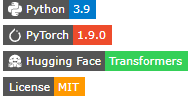 Python 3.9
PyTorch 1.9.0
Hugging Face Transformers
License MIT